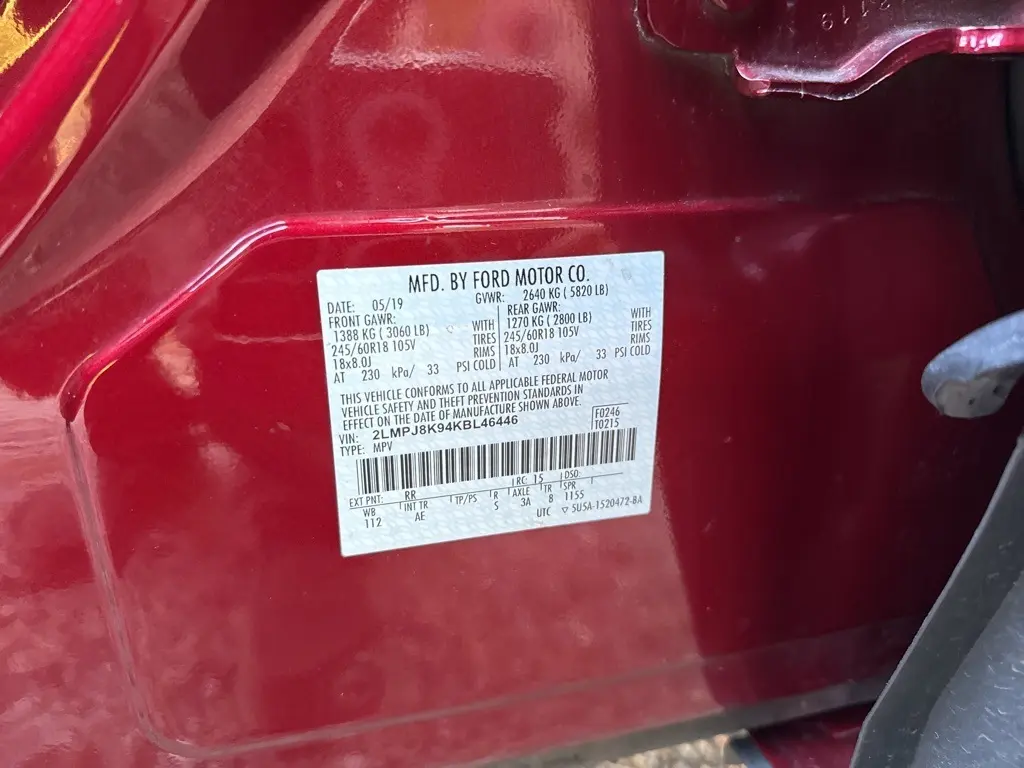 2119
MFD. BY FORD MOTOR CO.
DATE: 05/19 GVWR: 2640 KG ( 5820 LB)
FRONT GAWR: REAR GAWR:
1388 KG ( 3060 LB) WITH 1270 KG ( 2800 LB) WITH
245/60R18 105V TIRES 245/60R18 105V TIRES
18x8.0J RIMS 18x8.0J RIMS
AT 230 kPa/ 33 PSI COLD AT 230 kPa/ 33 PSI COLD
THIS VEHICLE CONFORMS TO ALL APPLICABLE FEDERAL MOTOR
VEHICLE SAFETY AND THEFT PREVENTION STANDARDS IN
EFFECT ON THE DATE OF MANUFACTURE SHOWN ABOVE.
VIN: 2LMPJ8K94KBL46446 F0246
TYPE: MPV T0215
EXT PNT: RR RC: 15 DSO:
WB INT TR TP/PS R AXLE TR SPR
112 AE S 3A 8 1155
UTC ▽ 5U5A-1520472-BA